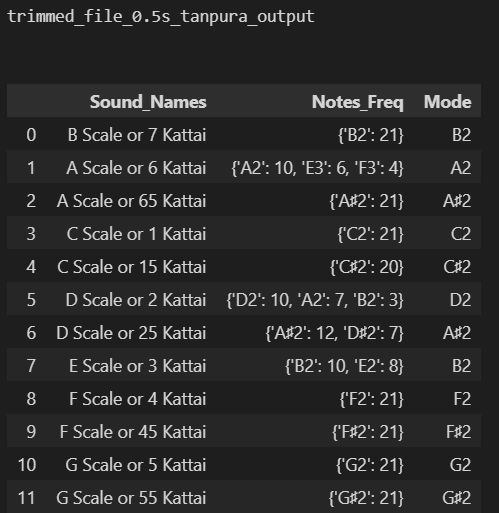 trimmed_file_0.5s_tanpura_output
Sound_Names Notes_Freq Mode
0 B Scale or 7 Kattai {'B2': 21} B2
1 A Scale or 6 Kattai {'A2': 10, 'E3': 6, 'F3': 4} A2
2 A Scale or 65 Kattai {'A♯2': 21} A♯2
3 C Scale or 1 Kattai {'C2': 21} C2
4 C Scale or 15 Kattai {'C♯2': 20} C♯2
5 D Scale or 2 Kattai {'D2': 10, 'A2': 7, 'B2': 3} D2
6 D Scale or 25 Kattai {'A♯2': 12, 'D♯2': 7} A♯2
7 E Scale or 3 Kattai {'B2': 10, 'E2': 8} B2
8 F Scale or 4 Kattai {'F2': 21} F2
9 F Scale or 45 Kattai {'F♯2': 21} F♯2
10 G Scale or 5 Kattai {'G2': 21} G2
11 G Scale or 55 Kattai {'G♯2': 21} G♯2